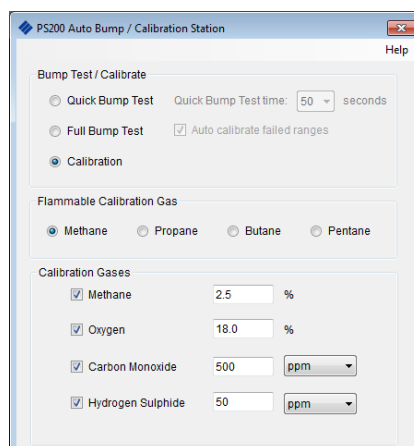 PS200 Auto Bump / Calibration Station
Help
Bump Test / Calibrate
Quick Bump Test Quick Bump Test time: 50 seconds
Full Bump Test Auto calibrate failed ranges
Calibration
Flammable Calibration Gas
Methane Propane Butane Pentane
Calibration Gases
Methane 2.5 %
Oxygen 18.0 %
Carbon Monoxide 500 ppm
Hydrogen Sulphide 50 ppm